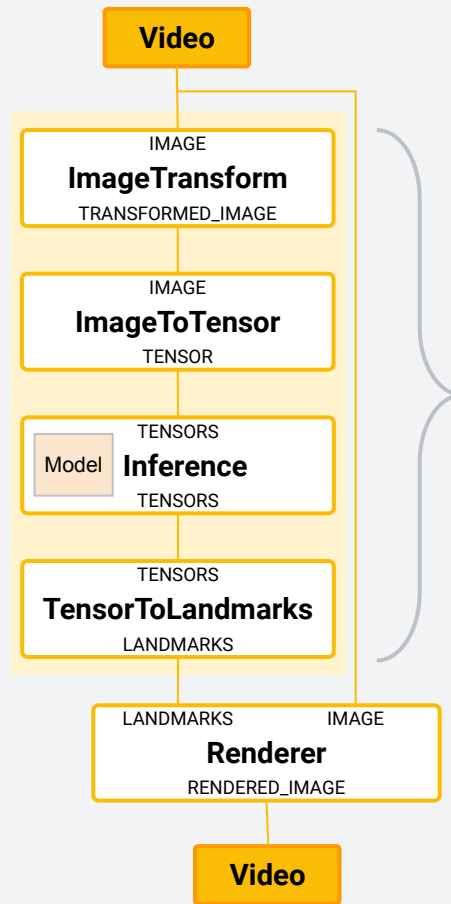 Video
IMAGE
ImageTransform
TRANSFORMED_IMAGE
IMAGE
ImageToTensor
TENSOR
TENSORS
Model
Inference
TENSORS
TENSORS
TensorToLandmarks
LANDMARKS
LANDMARKS IMAGE
Renderer
RENDERED_IMAGE
Video